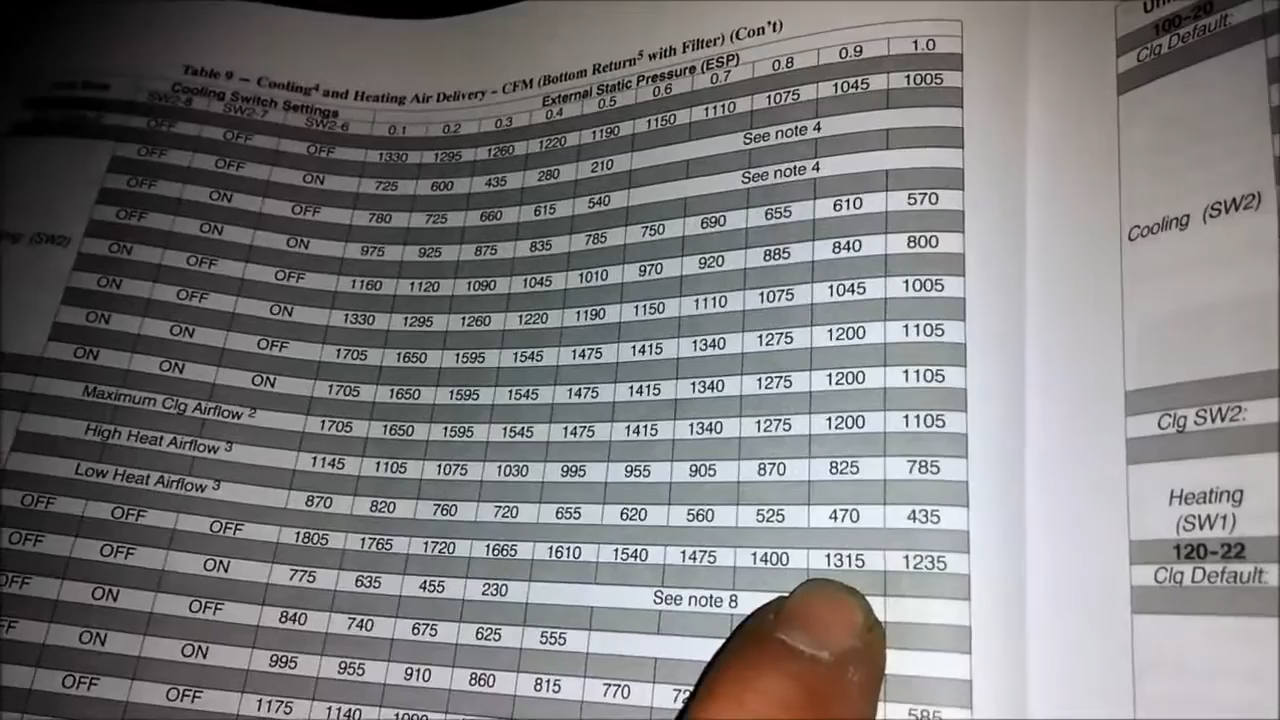 Table 9 — Cooling⁴ and Heating Air Delivery – CFM (Bottom Return⁵ with Filter) (Con't)
Cooling Switch Settings External Static Pressure (ESP)
SW2-8 SW2-7 SW2-6 0.1 0.2 0.3 0.4 0.5 0.6 0.7 0.8 0.9 1.0
OFF OFF OFF 1330 1295 1260 1220 1190 1150 1110 1075 1045 1005
OFF OFF ON 725 600 435 280 210 See note 4
OFF ON OFF 780 725 660 615 540 See note 4
OFF ON ON 975 925 875 835 785 750 690 655 610 570
ON OFF OFF 1160 1120 1090 1045 1010 970 920 885 840 800
ON OFF ON 1330 1295 1260 1220 1190 1150 1110 1075 1045 1005
ON ON OFF 1705 1650 1595 1545 1475 1415 1340 1275 1200 1105
ON ON ON 1705 1650 1595 1545 1475 1415 1340 1275 1200 1105
Maximum Clg Airflow ² 1705 1650 1595 1545 1475 1415 1340 1275 1200 1105
High Heat Airflow ³ 1145 1105 1075 1030 995 955 905 870 825 785
Low Heat Airflow ³ 870 820 760 720 655 620 560 525 470 435
OFF OFF OFF 1805 1765 1720 1665 1610 1540 1475 1400 1315 1235
OFF OFF ON 775 635 455 230 See note 8
OFF ON OFF 840 740 675 625 555
ON ON 995 955 910 860 815 770
OFF OFF 1175 1140 585
(SW2)
100-20
Clg Default:
Cooling (SW2)
Clg SW2:
Heating
(SW1)
120-22
Clg Default: